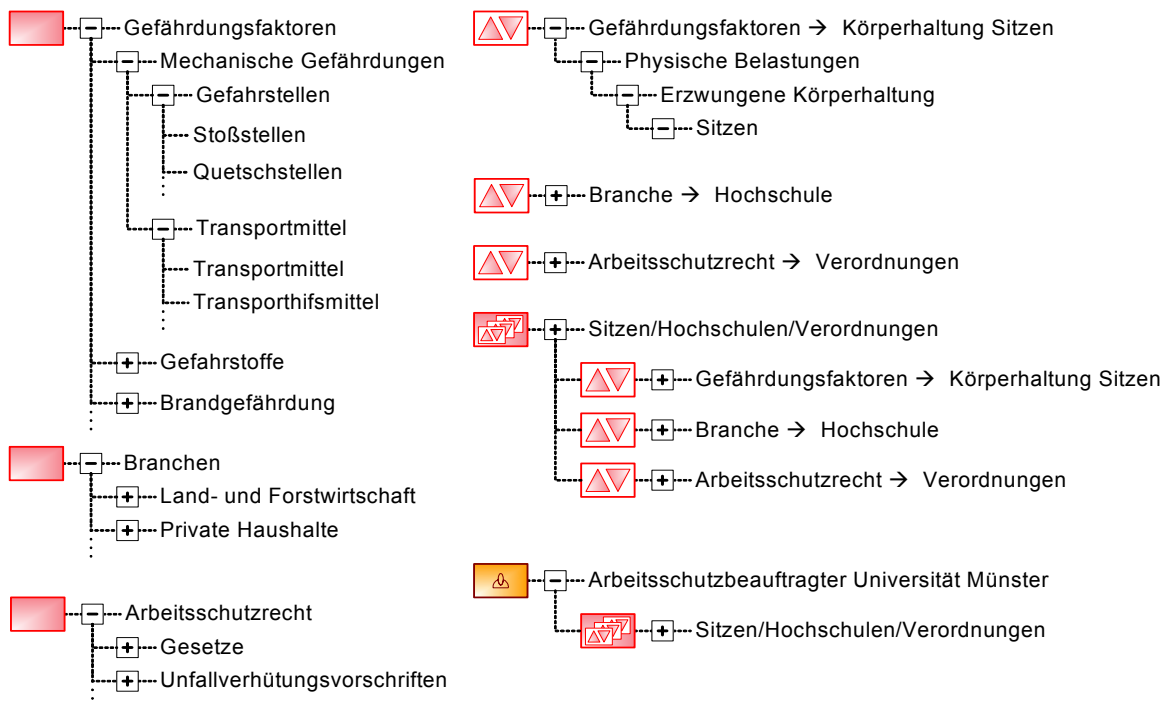 Gefährdungsfaktoren
Mechanische Gefährdungen
Gefahrstellen
Stoßstellen
Quetschstellen
Transportmittel
Transportmittel
Transporthifsmittel
Gefahrstoffe
Brandgefährdung
Branchen
Land- und Forstwirtschaft
Private Haushalte
Arbeitsschutzrecht
Gesetze
Unfallverhütungsvorschriften
Gefährdungsfaktoren → Körperhaltung Sitzen
Physische Belastungen
Erzwungene Körperhaltung
Sitzen
Branche → Hochschule
Arbeitsschutzrecht → Verordnungen
Sitzen/Hochschulen/Verordnungen
Gefährdungsfaktoren → Körperhaltung Sitzen
Branche → Hochschule
Arbeitsschutzrecht → Verordnungen
Arbeitsschutzbeauftragter Universität Münster
Sitzen/Hochschulen/Verordnungen